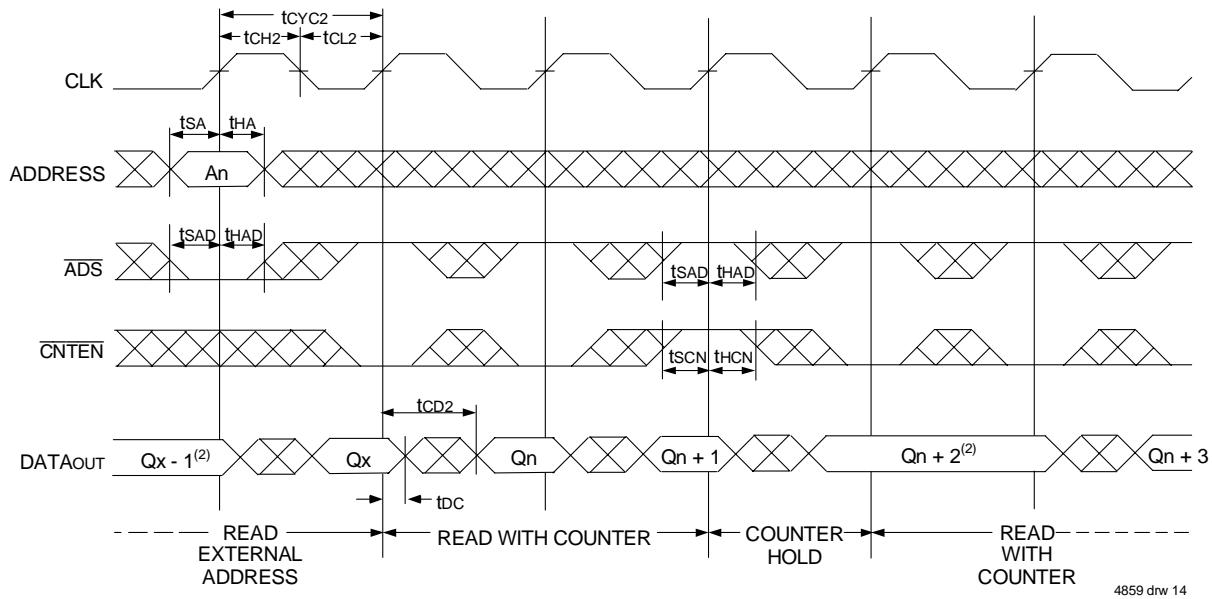 tCYC2
tCH2 tCL2
CLK
tSA tHA
ADDRESS An
tSAD tHAD
ADS
tSAD tHAD
CNTEN
tSCN tHCN
tCD2
DATAOUT Qx - 1(2) Qx Qn Qn + 1 Qn + 2(2) Qn + 3
tDC
READ EXTERNAL ADDRESS
READ WITH COUNTER
COUNTER HOLD
READ WITH COUNTER
4859 drw 14